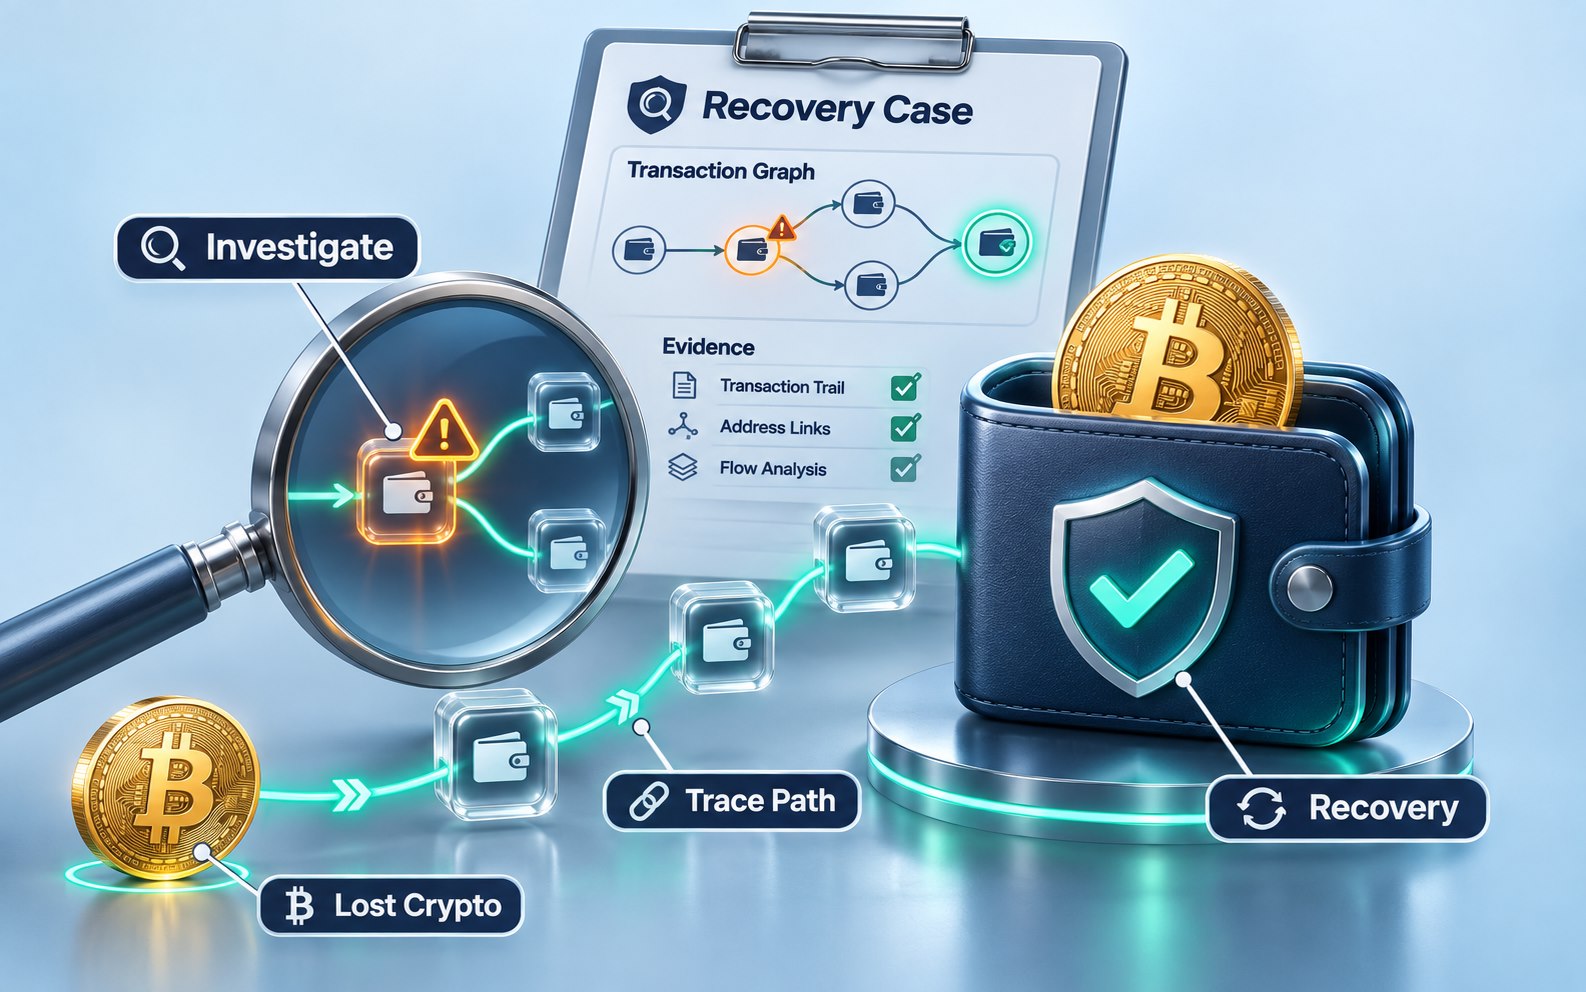 Recovery Case
Transaction Graph
Investigate
Evidence
Transaction Trail
Address Links
Flow Analysis
Trace Path
Recovery
Lost Crypto